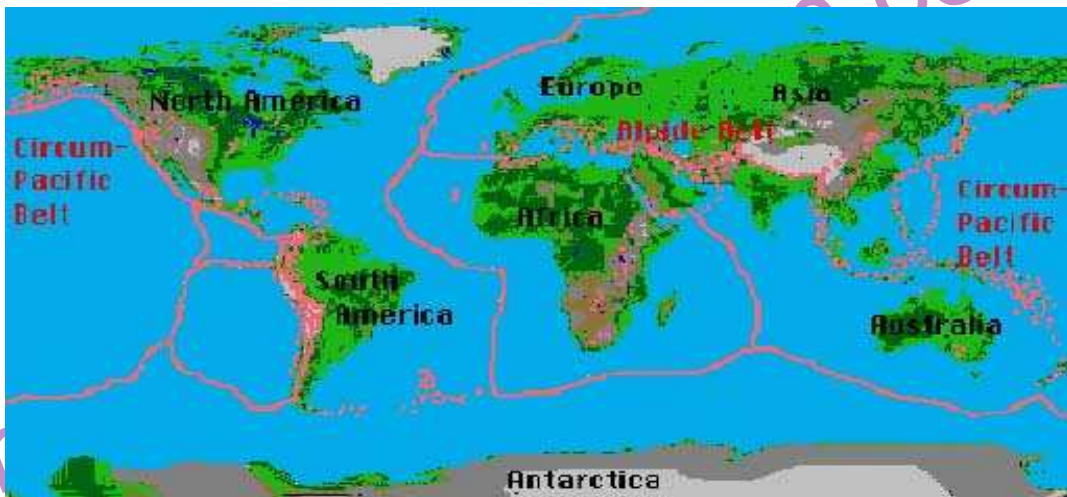 North America
Europe
Asia
Alpide Belt
Circum-
Pacific
Belt
Africa
Circum-
Pacific
Belt
South
America
Australia
Antarctica